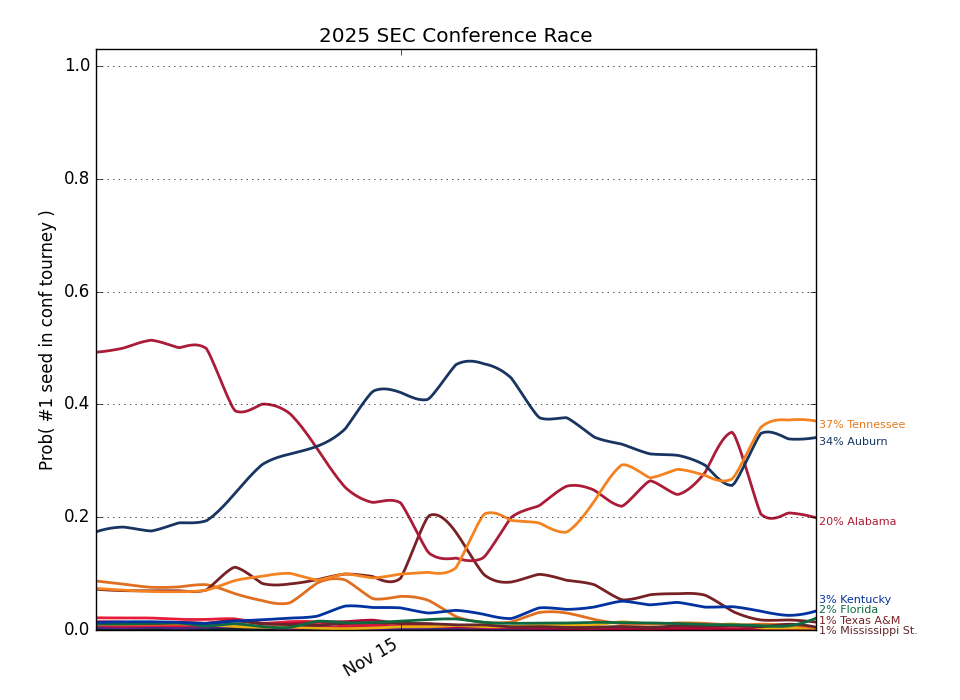 2025 SEC Conference Race
Prob( #1 seed in conf tourney )
1.0
0.8
0.6
0.4
0.2
0.0
Nov 15
37% Tennessee
34% Auburn
20% Alabama
3% Kentucky
2% Florida
1% Texas A&M
1% Mississippi St.